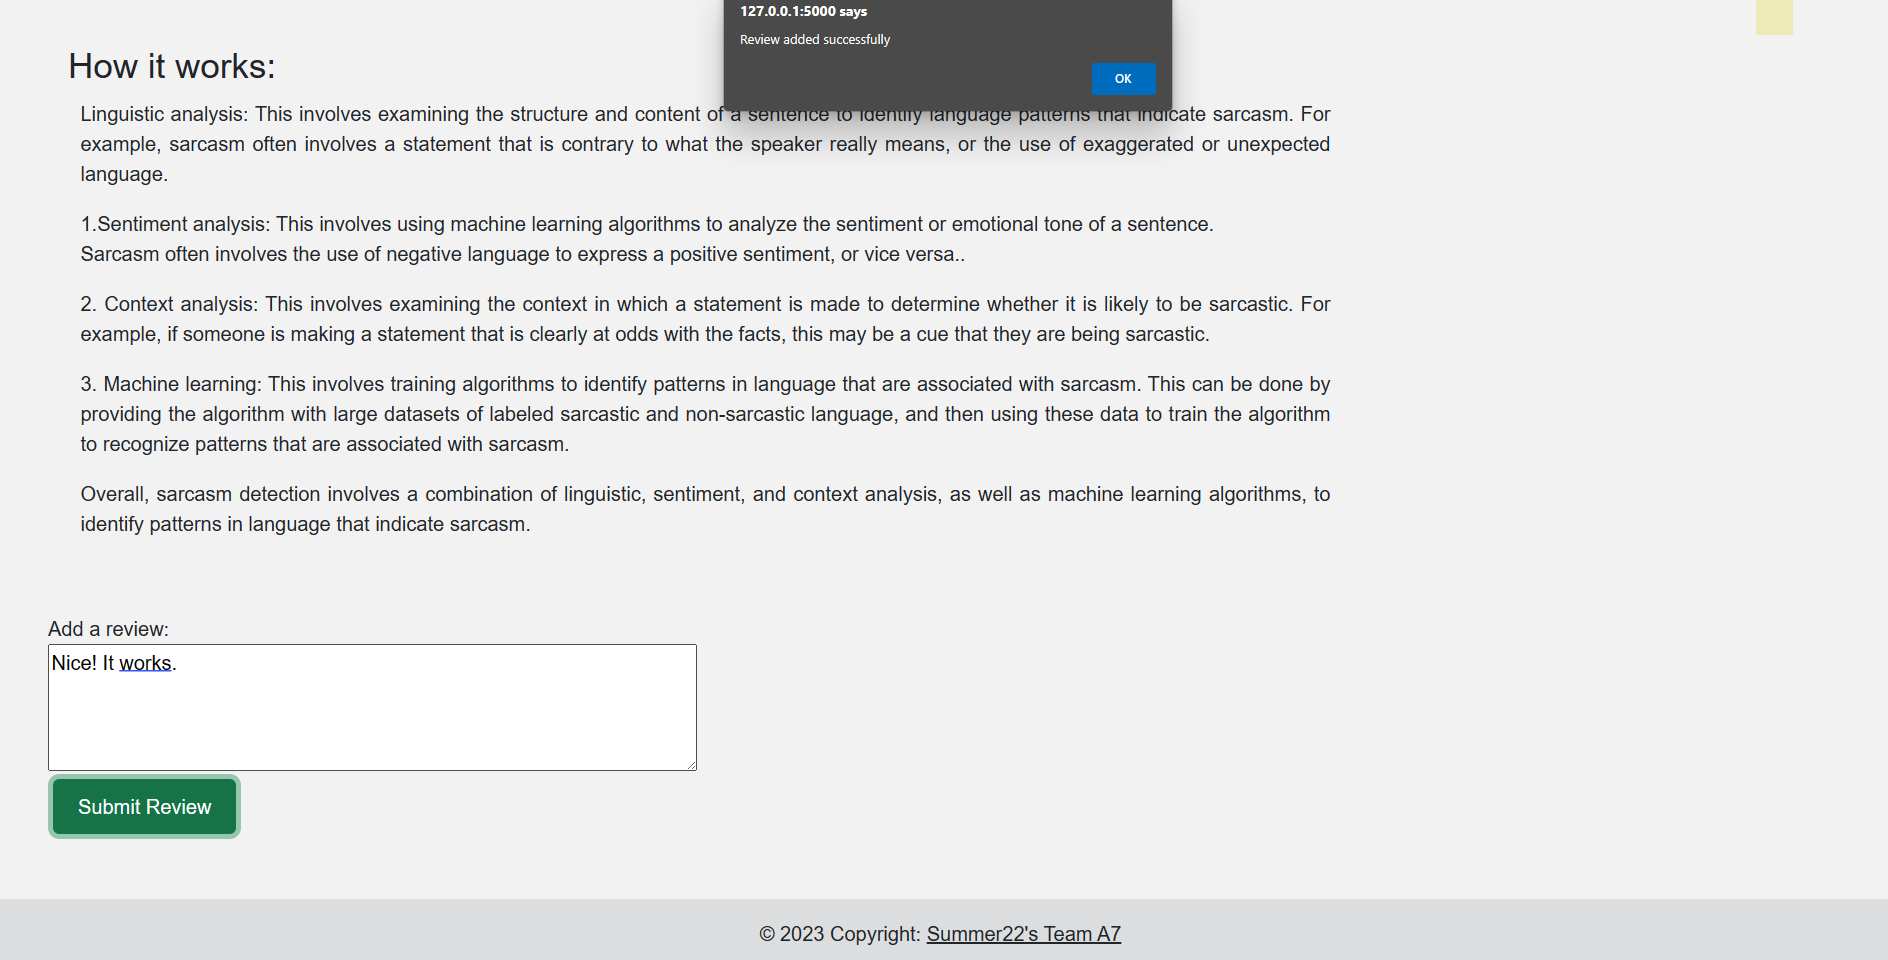 127.0.0.1:5000 says
Review added successfully
OK
How it works:
Linguistic analysis: This involves examining the structure and content of a sentence to identify language patterns that indicate sarcasm. For
example, sarcasm often involves a statement that is contrary to what the speaker really means, or the use of exaggerated or unexpected
language.
1.Sentiment analysis: This involves using machine learning algorithms to analyze the sentiment or emotional tone of a sentence.
Sarcasm often involves the use of negative language to express a positive sentiment, or vice versa..
2. Context analysis: This involves examining the context in which a statement is made to determine whether it is likely to be sarcastic. For
example, if someone is making a statement that is clearly at odds with the facts, this may be a cue that they are being sarcastic.
3. Machine learning: This involves training algorithms to identify patterns in language that are associated with sarcasm. This can be done by
providing the algorithm with large datasets of labeled sarcastic and non-sarcastic language, and then using these data to train the algorithm
to recognize patterns that are associated with sarcasm.
Overall, sarcasm detection involves a combination of linguistic, sentiment, and context analysis, as well as machine learning algorithms, to
identify patterns in language that indicate sarcasm.
Add a review:
Nice! It works.
Submit Review
© 2023 Copyright: Summer22's Team A7